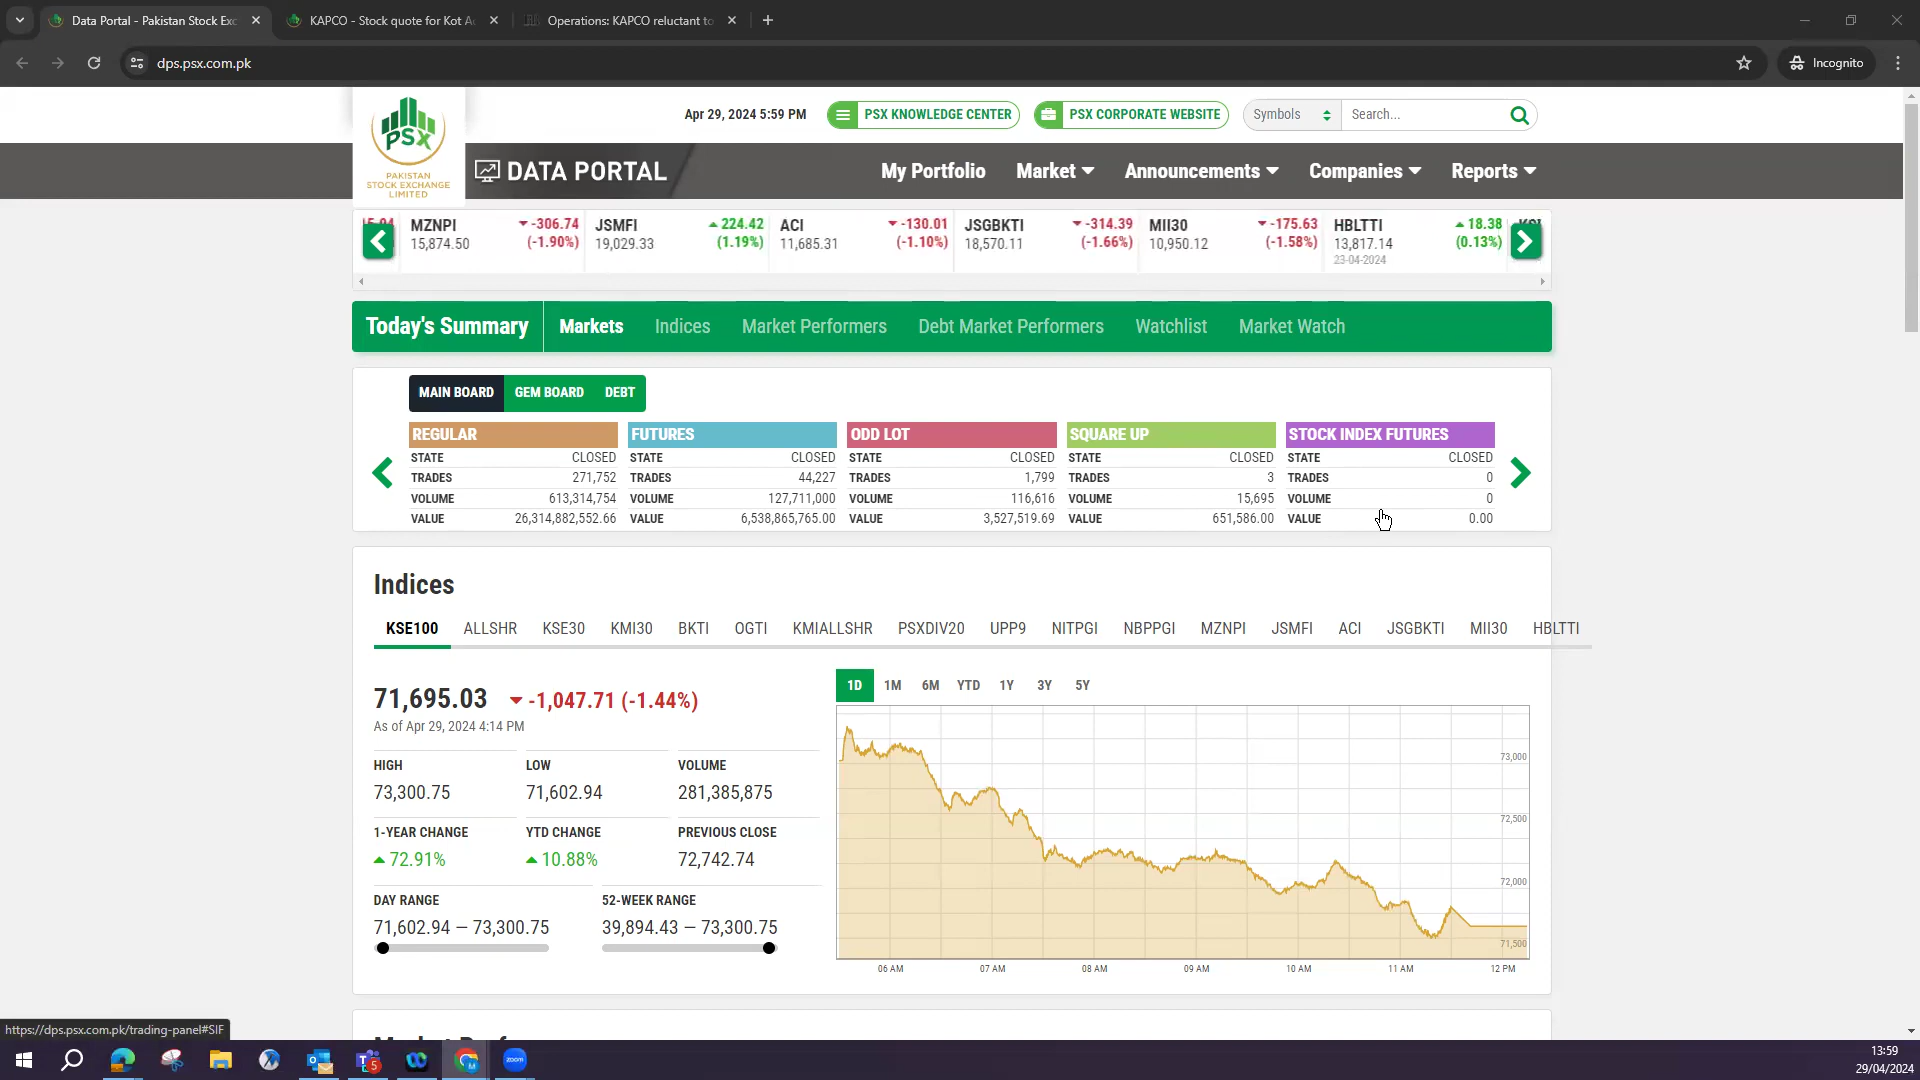 Data Portal - Pakistan Stock Exc
KAPCO - Stock quote for Kot A
Operations: KAPCO reluctant to
dps.psx.com.pk
Incognito
PSX
PAKISTAN
STOCK EXCHANGE
LIMITED
Apr 29, 2024 5:59 PM
PSX KNOWLEDGE CENTER
PSX CORPORATE WEBSITE
Symbols
Search...
DATA PORTAL
My Portfolio
Market
Announcements
Companies
Reports
MZNPI -306.74
15,874.50 (-1.90%)
JSMFI 224.42
19,029.33 (1.19%)
ACI -130.01
11,685.31 (-1.10%)
JSGBKTI -314.39
18,570.11 (-1.66%)
MII30 -175.63
10,950.12 (-1.58%)
HBLTTI 18.38
13,817.14 (0.13%)
23-04-2024
Today's Summary Markets Indices Market Performers Debt Market Performers Watchlist Market Watch
MAIN BOARD GEM BOARD DEBT
REGULAR
STATE CLOSED
TRADES 271,752
VOLUME 613,314,754
VALUE 26,314,882,552.66
FUTURES
STATE CLOSED
TRADES 44,227
VOLUME 127,711,000
VALUE 6,538,865,765.00
ODD LOT
STATE CLOSED
TRADES 1,799
VOLUME 116,616
VALUE 3,527,519.69
SQUARE UP
STATE CLOSED
TRADES 3
VOLUME 15,695
VALUE 651,586.00
STOCK INDEX FUTURES
STATE CLOSED
TRADES 0
VOLUME 0
VALUE 0.00
Indices
KSE100 ALLSHR KSE30 KMI30 BKTI OGTI KMIALLSHR PSXDIV20 UPP9 NITPGI NBPPGI MZNPI JSMFI ACI JSGBKTI MII30 HBLTTI
71,695.03 -1,047.71 (-1.44%)
As of Apr 29, 2024 4:14 PM
HIGH LOW VOLUME
73,300.75 71,602.94 281,385,875
1-YEAR CHANGE YTD CHANGE PREVIOUS CLOSE
72.91% 10.88% 72,742.74
DAY RANGE 52-WEEK RANGE
71,602.94 — 73,300.75 39,894.43 — 73,300.75
1D 1M 6M YTD 1Y 3Y 5Y
73,000
72,500
72,000
71,500
06 AM 07 AM 08 AM 09 AM 10 AM 11 AM 12 PM
https://dps.psx.com.pk/trading-panel#SIF
5
zoom
13:59
29/04/2024